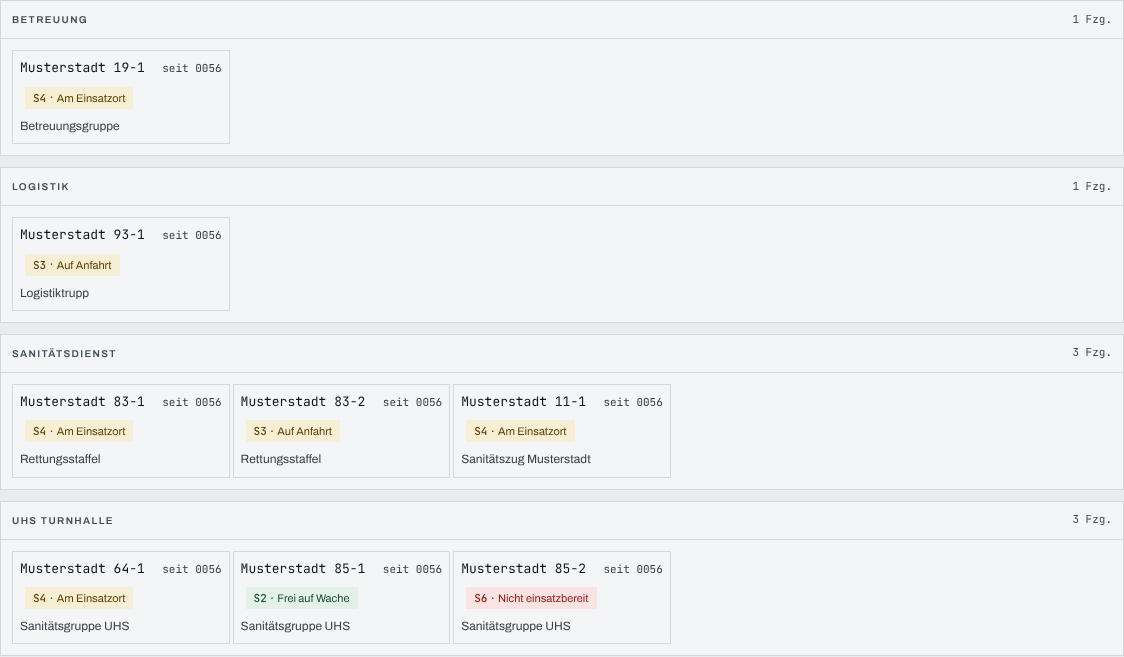 BETREUUNG 1 Fzg.
Musterstadt 19-1 seit 0056
S4 · Am Einsatzort
Betreuungsgruppe
LOGISTIK 1 Fzg.
Musterstadt 93-1 seit 0056
S3 · Auf Anfahrt
Logistiktrupp
SANITÄTSDIENST 3 Fzg.
Musterstadt 83-1 seit 0056 Musterstadt 83-2 seit 0056 Musterstadt 11-1 seit 0056
S4 · Am Einsatzort S3 · Auf Anfahrt S4 · Am Einsatzort
Rettungsstaffel Rettungsstaffel Sanitätszug Musterstadt
UHS TURNHALLE 3 Fzg.
Musterstadt 64-1 seit 0056 Musterstadt 85-1 seit 0056 Musterstadt 85-2 seit 0056
S4 · Am Einsatzort S2 · Frei auf Wache S6 · Nicht einsatzbereit
Sanitätsgruppe UHS Sanitätsgruppe UHS Sanitätsgruppe UHS